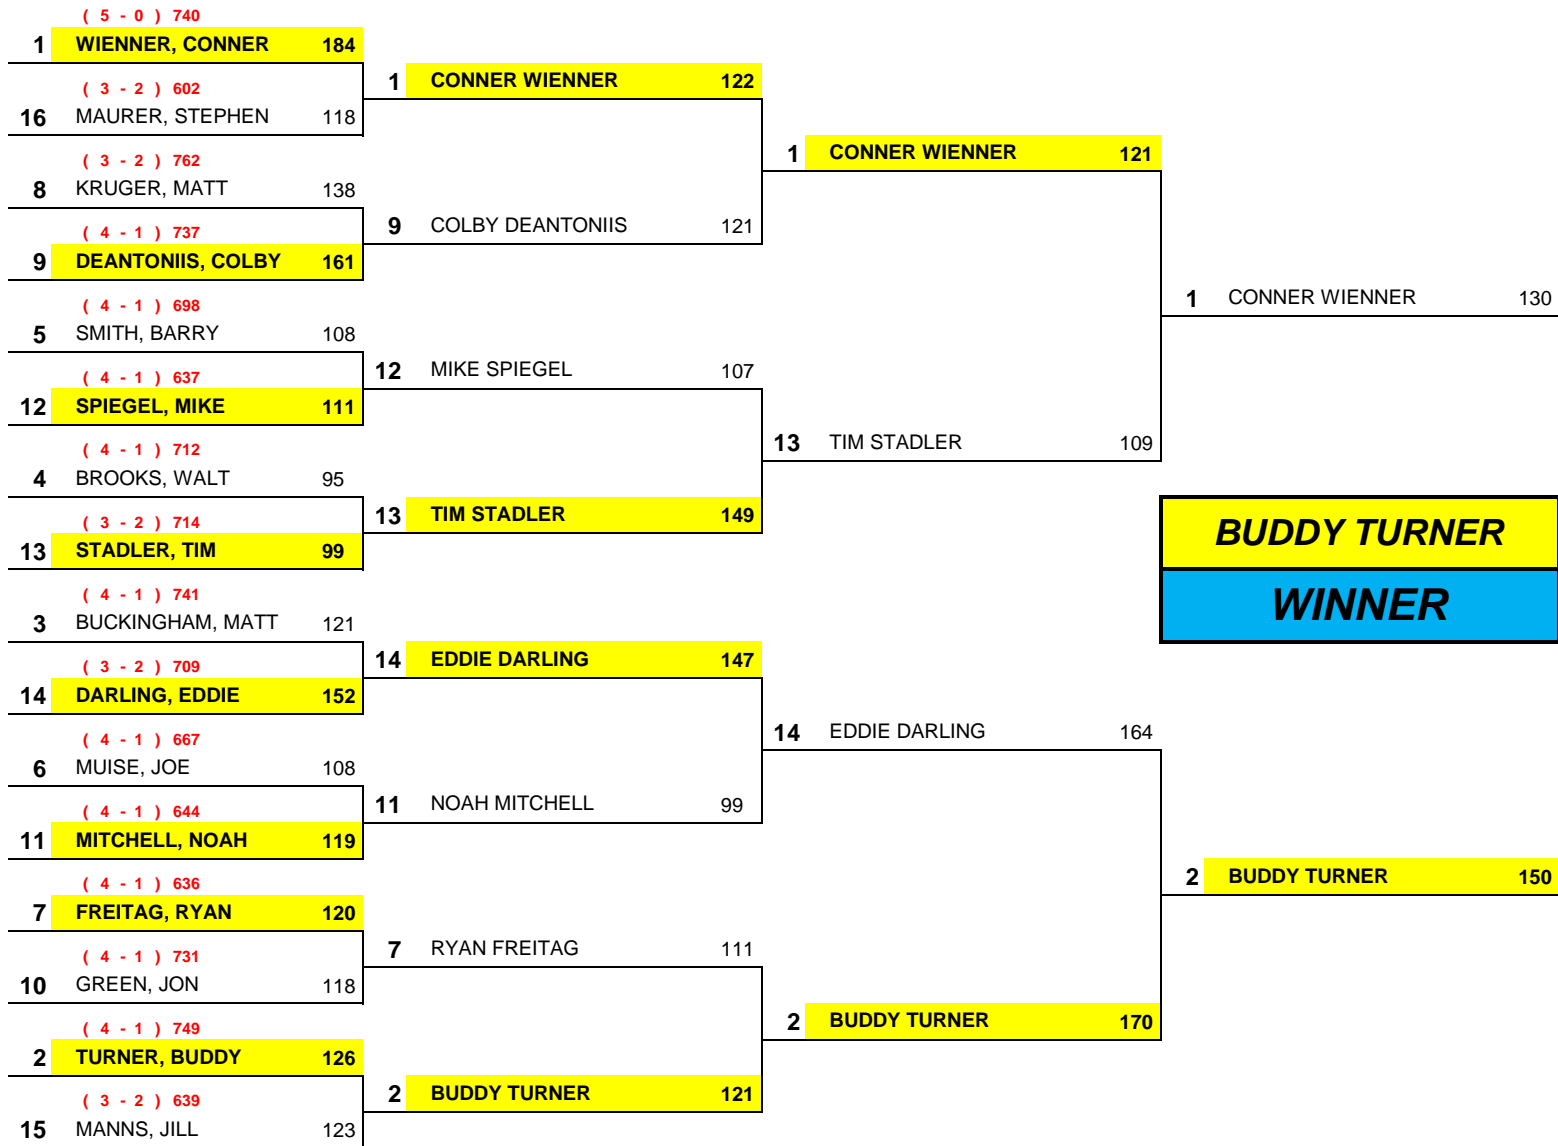 ( 5 - 0 ) 740
1 WIENNER, CONNER 184
( 3 - 2 ) 602
16 MAURER, STEPHEN 118
( 3 - 2 ) 762
8 KRUGER, MATT 138
( 4 - 1 ) 737
9 DEANTONIIS, COLBY 161
( 4 - 1 ) 698
5 SMITH, BARRY 108
( 4 - 1 ) 637
12 SPIEGEL, MIKE 111
( 4 - 1 ) 712
4 BROOKS, WALT 95
( 3 - 2 ) 714
13 STADLER, TIM 99
( 4 - 1 ) 741
3 BUCKINGHAM, MATT 121
( 3 - 2 ) 709
14 DARLING, EDDIE 152
( 4 - 1 ) 667
6 MUISE, JOE 108
( 4 - 1 ) 644
11 MITCHELL, NOAH 119
( 4 - 1 ) 636
7 FREITAG, RYAN 120
( 4 - 1 ) 731
10 GREEN, JON 118
( 4 - 1 ) 749
2 TURNER, BUDDY 126
( 3 - 2 ) 639
15 MANNS, JILL 123
1 CONNER WIENNER 122
9 COLBY DEANTONIIS 121
12 MIKE SPIEGEL 107
13 TIM STADLER 149
14 EDDIE DARLING 147
11 NOAH MITCHELL 99
7 RYAN FREITAG 111
2 BUDDY TURNER 121
1 CONNER WIENNER 121
13 TIM STADLER 109
14 EDDIE DARLING 164
2 BUDDY TURNER 170
1 CONNER WIENNER 130
2 BUDDY TURNER 150
BUDDY TURNER
WINNER